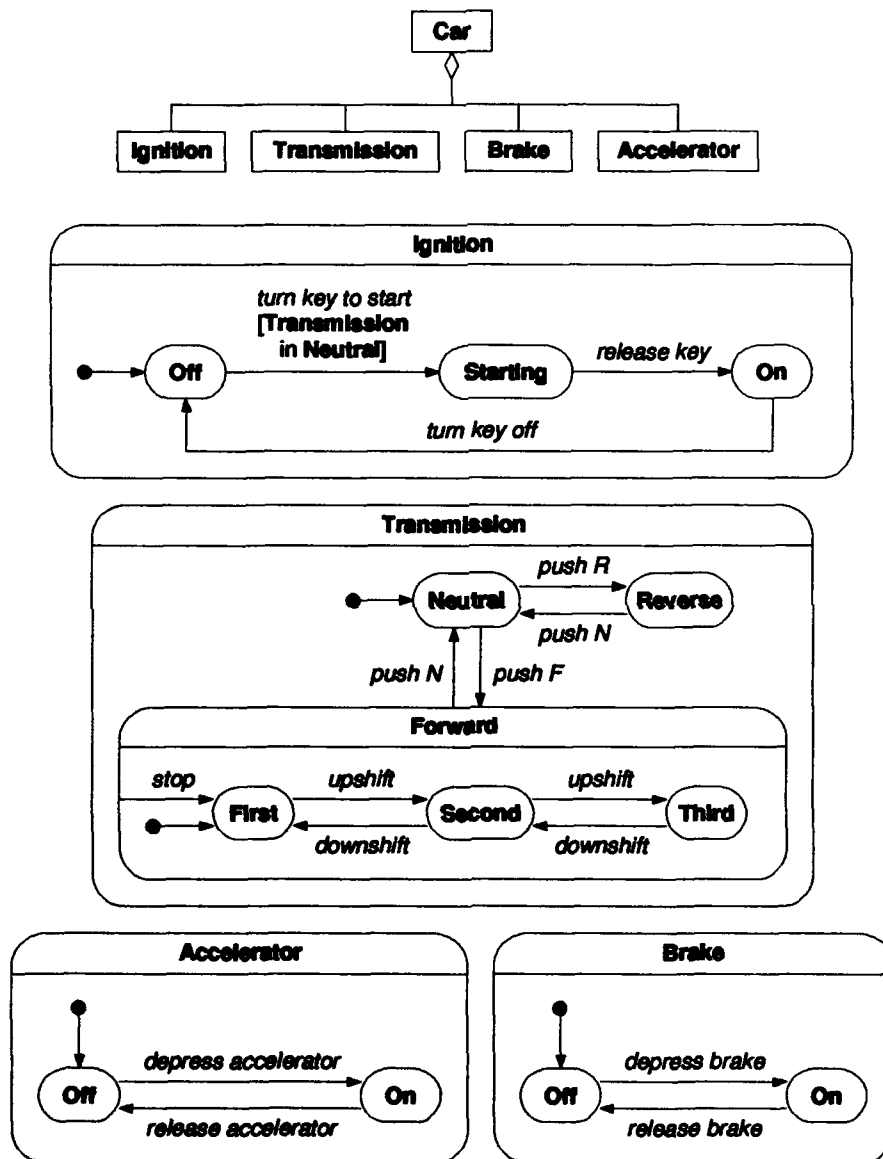 Car
Ignition
Transmission
Brake
Accelerator
Ignition
turn key to start
[Transmission
in Neutral]
Off
Starting
release key
On
turn key off
Transmission
push R
Neutral
Reverse
push N
push N
push F
Forward
stop
upshift
upshift
First
Second
Third
downshift
downshift
Accelerator
depress accelerator
Off
On
release accelerator
Brake
depress brake
Off
On
release brake